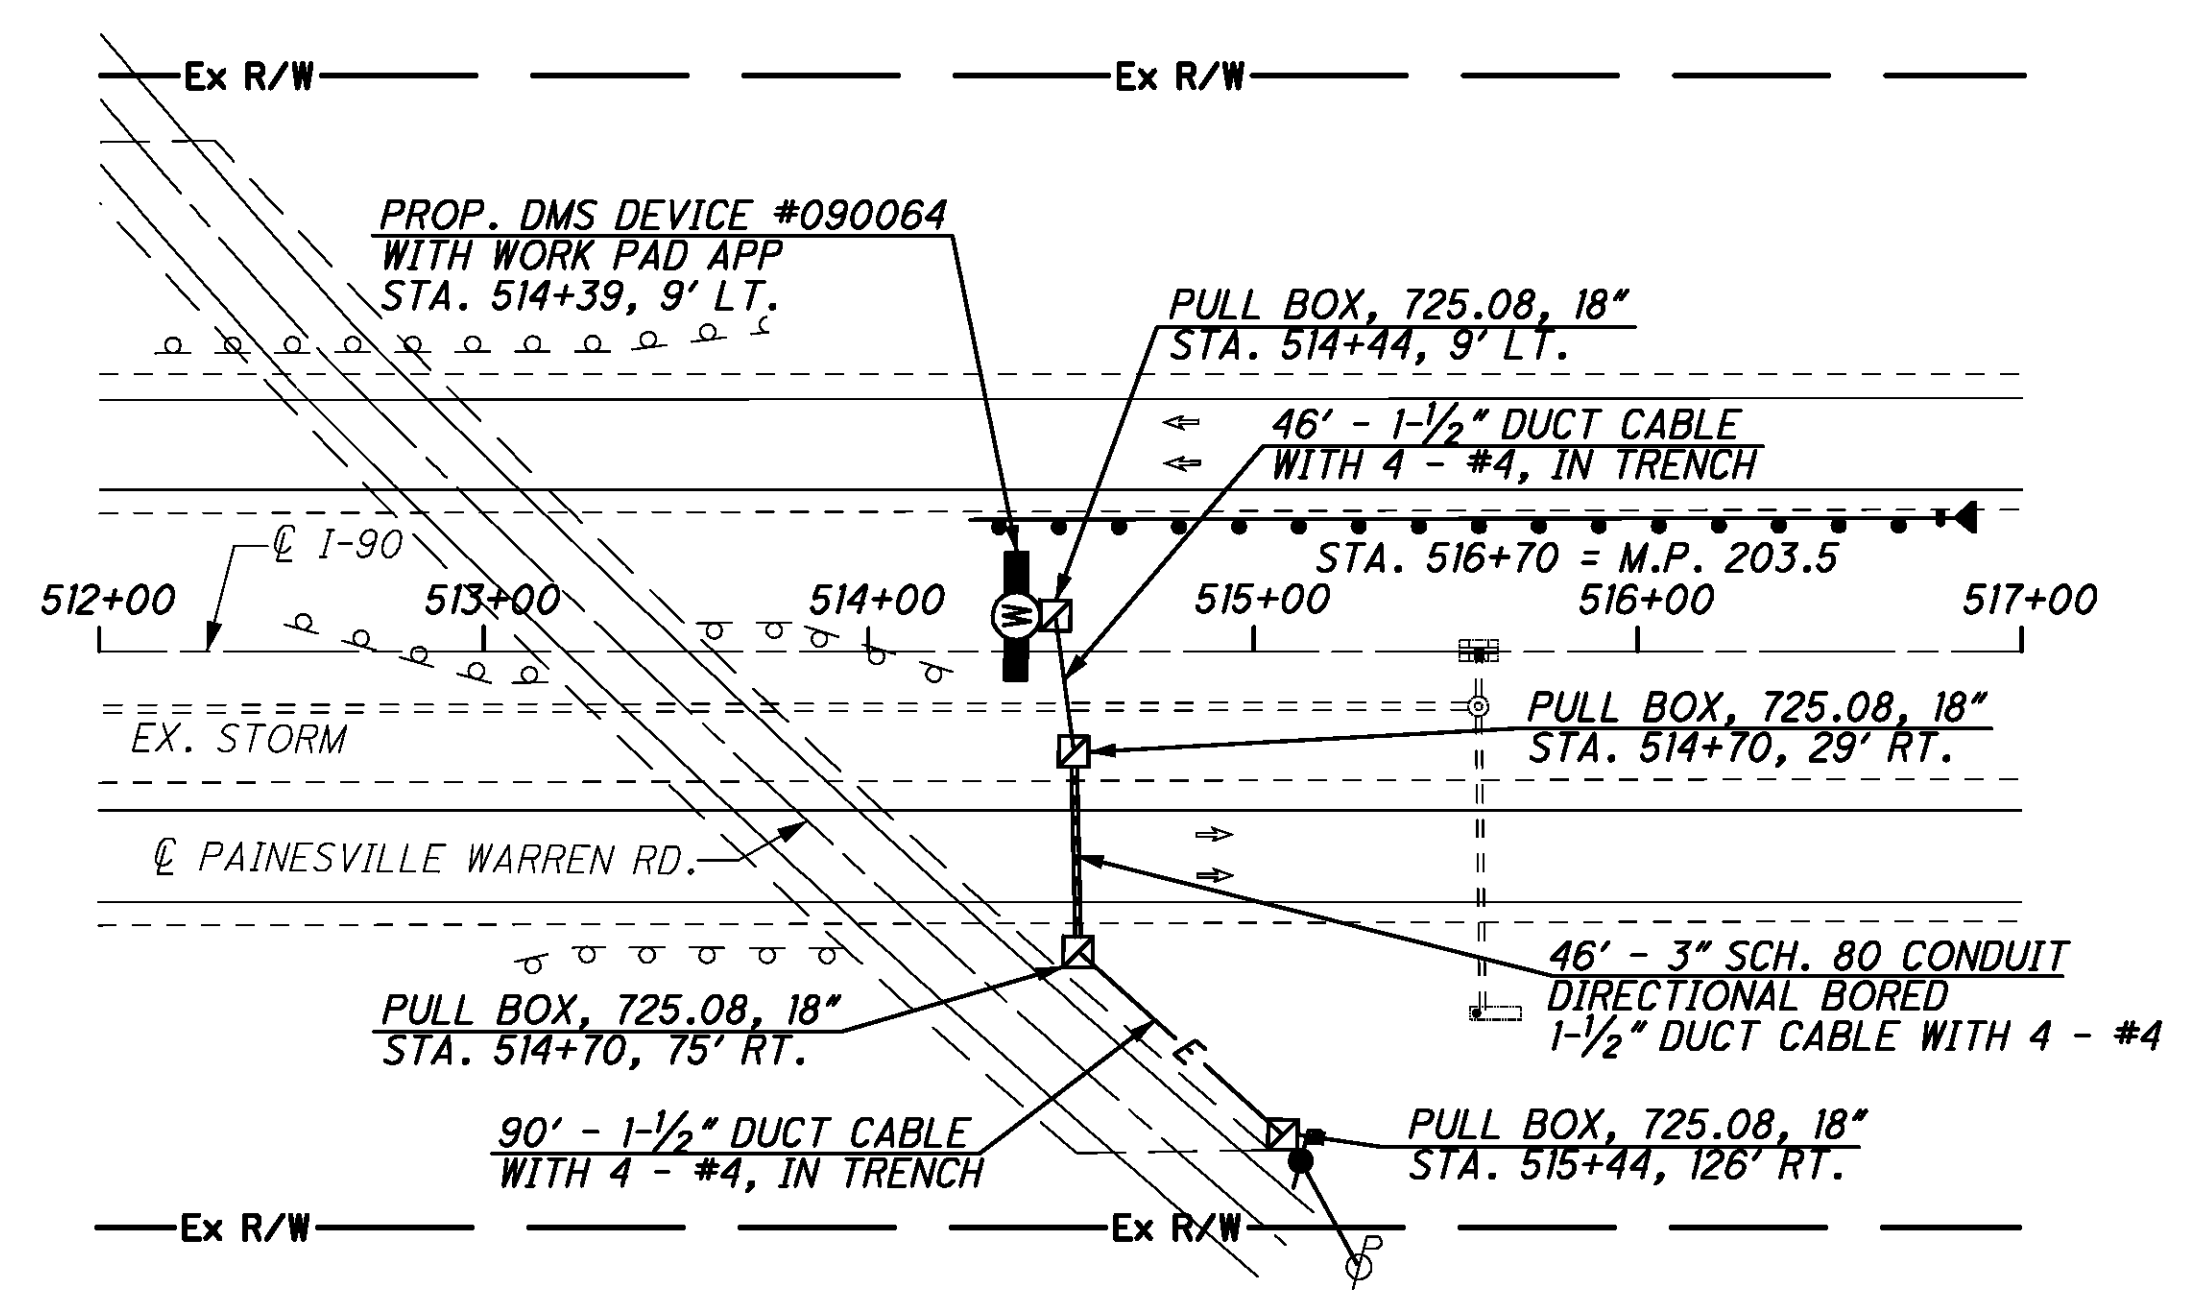 Ex R/W
Ex R/W
PROP. DMS DEVICE #090064
WITH WORK PAD APP
STA. 514+39, 9' LT.
PULL BOX, 725.08, 18"
STA. 514+44, 9' LT.
46' - 1-1/2" DUCT CABLE
WITH 4 - #4, IN TRENCH
℄ I-90
STA. 516+70 = M.P. 203.5
512+00
513+00
514+00
515+00
516+00
517+00
W
EX. STORM
PULL BOX, 725.08, 18"
STA. 514+70, 29' RT.
℄ PAINESVILLE WARREN RD.
46' - 3" SCH. 80 CONDUIT
DIRECTIONAL BORED
1-1/2" DUCT CABLE WITH 4 - #4
PULL BOX, 725.08, 18"
STA. 514+70, 75' RT.
E
90' - 1-1/2" DUCT CABLE
WITH 4 - #4, IN TRENCH
PULL BOX, 725.08, 18"
STA. 515+44, 126' RT.
Ex R/W
Ex R/W
P